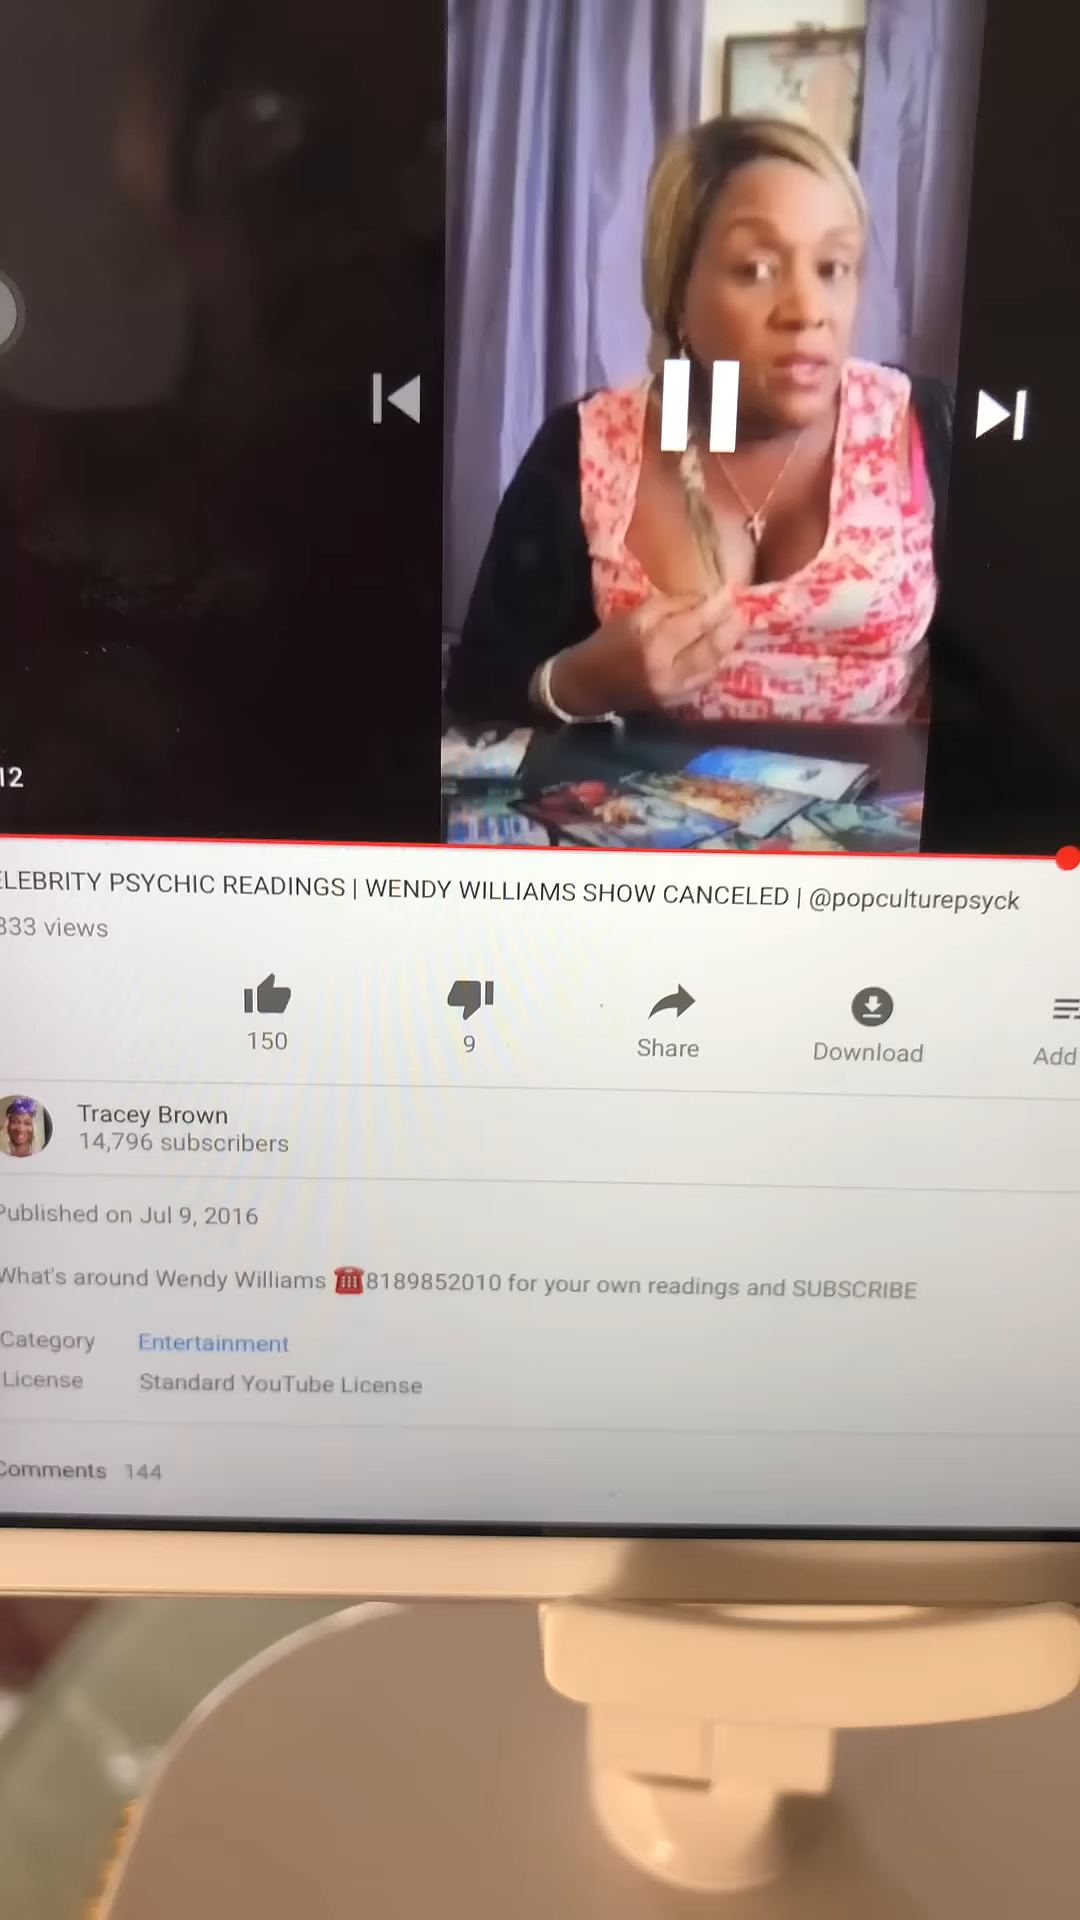 12
ELEBRITY PSYCHIC READINGS | WENDY WILLIAMS SHOW CANCELED | @popculturepsyck
333 views
150
9
Share
Download
Add
Tracey Brown
14,796 subscribers
Published on Jul 9, 2016
What's around Wendy Williams ☎8189852010 for your own readings and SUBSCRIBE
Category Entertainment
License Standard YouTube License
Comments 144